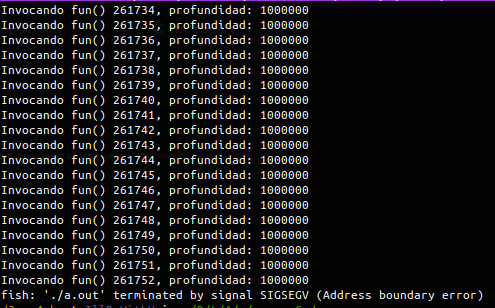 Invocando fun() 261734, profundidad: 1000000
Invocando fun() 261735, profundidad: 1000000
Invocando fun() 261736, profundidad: 1000000
Invocando fun() 261737, profundidad: 1000000
Invocando fun() 261738, profundidad: 1000000
Invocando fun() 261739, profundidad: 1000000
Invocando fun() 261740, profundidad: 1000000
Invocando fun() 261741, profundidad: 1000000
Invocando fun() 261742, profundidad: 1000000
Invocando fun() 261743, profundidad: 1000000
Invocando fun() 261744, profundidad: 1000000
Invocando fun() 261745, profundidad: 1000000
Invocando fun() 261746, profundidad: 1000000
Invocando fun() 261747, profundidad: 1000000
Invocando fun() 261748, profundidad: 1000000
Invocando fun() 261749, profundidad: 1000000
Invocando fun() 261750, profundidad: 1000000
Invocando fun() 261751, profundidad: 1000000
Invocando fun() 261752, profundidad: 1000000
fish: './a.out' terminated by signal SIGSEGV (Address boundary error)